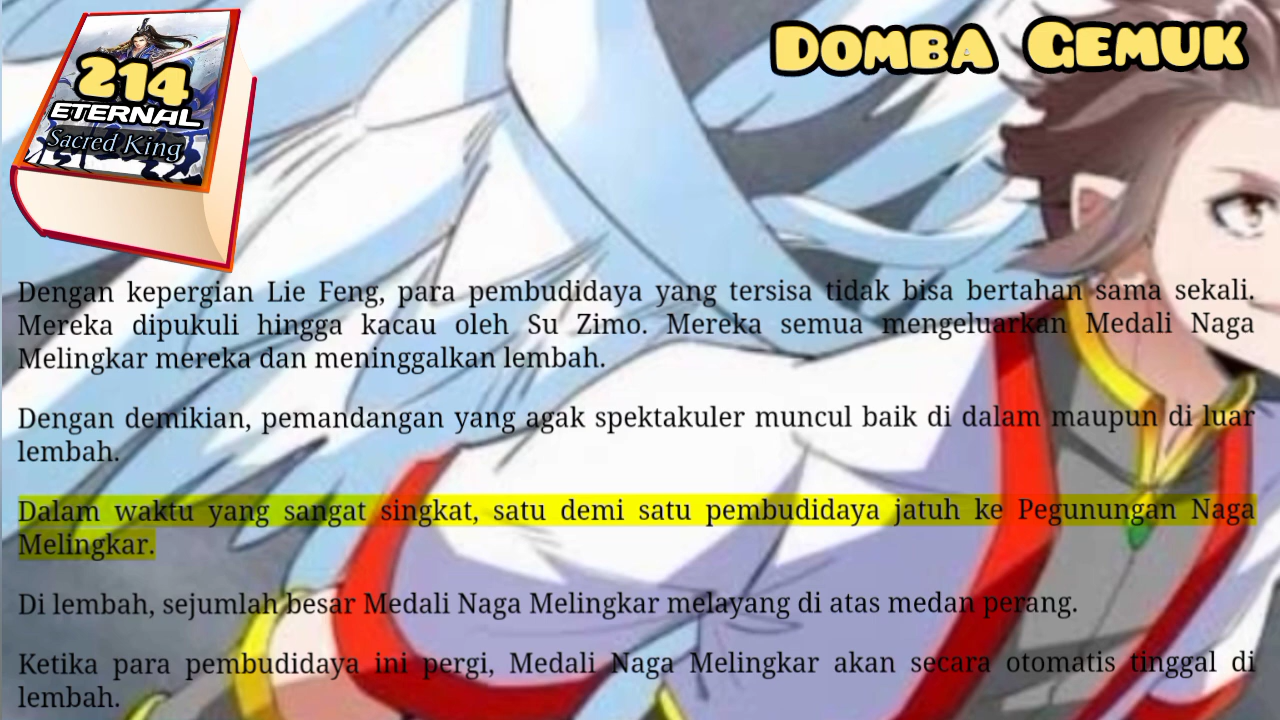 214
ETERNAL
Sacred King
DOMBA GEMUK
Dengan kepergian Lie Feng, para pembudidaya yang tersisa tidak bisa bertahan sama sekali.
Mereka dipukuli hingga kacau oleh Su Zimo. Mereka semua mengeluarkan Medali Naga
Melingkar mereka dan meninggalkan lembah.
Dengan demikian, pemandangan yang agak spektakuler muncul baik di dalam maupun di luar
lembah.
Dalam waktu yang sangat singkat, satu demi satu pembudidaya jatuh ke Pegunungan Naga
Melingkar.
Di lembah, sejumlah besar Medali Naga Melingkar melayang di atas medan perang.
Ketika para pembudidaya ini pergi, Medali Naga Melingkar akan secara otomatis tinggal di
lembah.